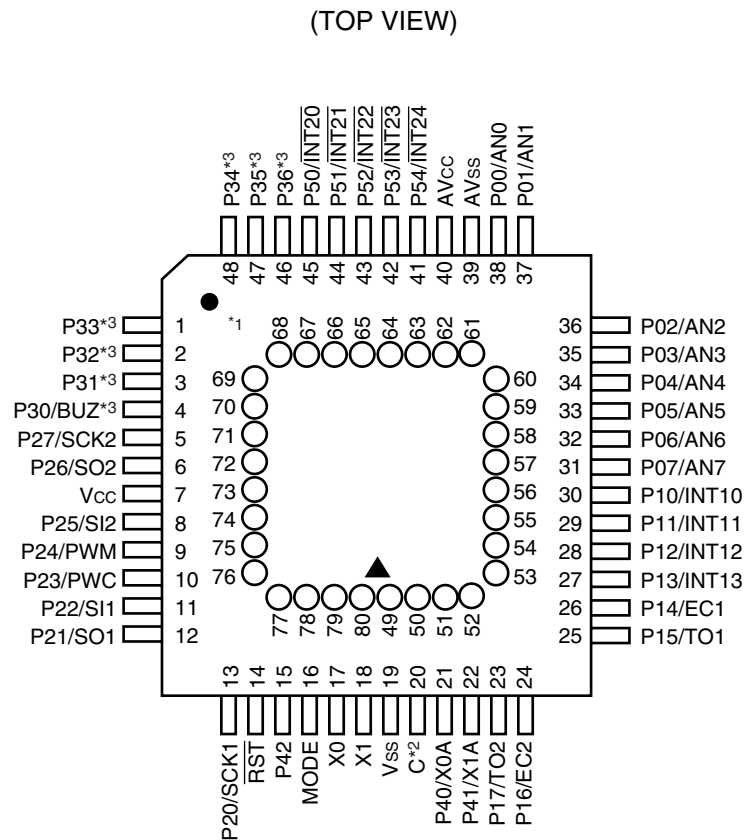 (TOP VIEW)
P34*3
P35*3
P36*3
P50/INT20
P51/INT21
P52/INT22
P53/INT23
P54/INT24
AVCC
AVSS
P00/AN0
P01/AN1
48 47 46 45 44 43 42 41 40 39 38 37
P33*3 1
P32*3 2
P31*3 3
P30/BUZ*3 4
P27/SCK2 5
P26/SO2 6
VCC 7
P25/SI2 8
P24/PWM 9
P23/PWC 10
P22/SI1 11
P21/SO1 12
*1
68 67 66 65 64 63 62 61
69
70
71
72
73
74
75
76
60
59
58
57
56
55
54
53
77 78 79 80 49 50 51 52
36 P02/AN2
35 P03/AN3
34 P04/AN4
33 P05/AN5
32 P06/AN6
31 P07/AN7
30 P10/INT10
29 P11/INT11
28 P12/INT12
27 P13/INT13
26 P14/EC1
25 P15/TO1
13 14 15 16 17 18 19 20 21 22 23 24
P20/SCK1
RST
P42
MODE
X0
X1
VSS
C*2
P40/X0A
P41/X1A
P17/TO2
P16/EC2